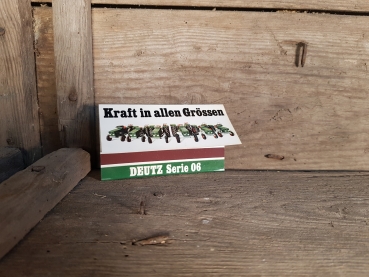 Kraft in allen Grössen
DEUTZ Serie 06